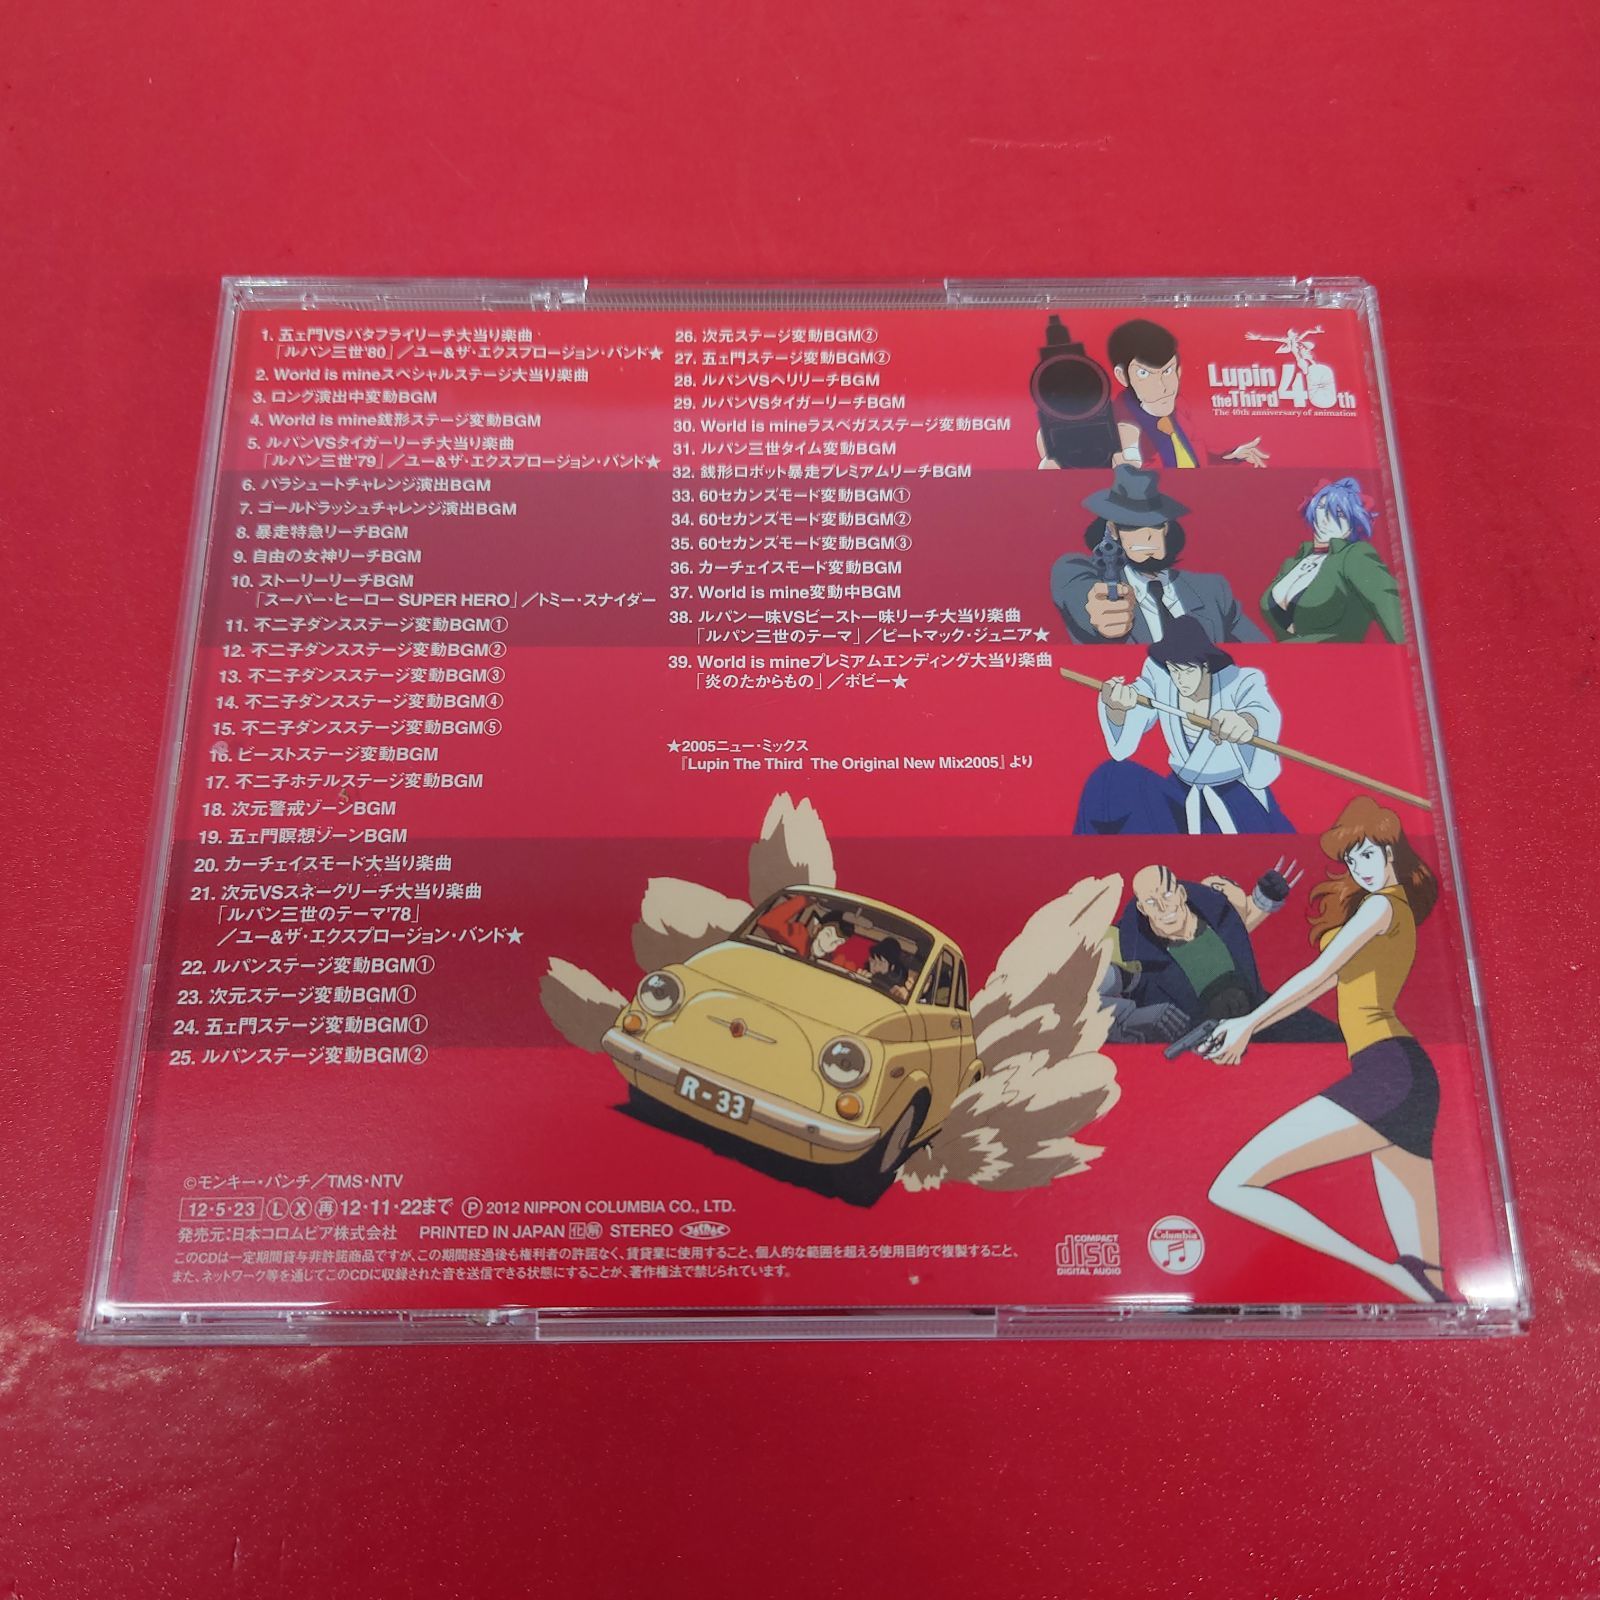 1. 五ェ門VSバタフライリーチ大当り楽曲
「ルパン三世'80」／ユー&ザ・エクスプロージョン・バンド★
2. World is mineスペシャルステージ大当り楽曲
3. ロング演出中変動BGM
4. World is mine銭形ステージ変動BGM
5. ルパンVSタイガーリーチ大当り楽曲
「ルパン三世'79」／ユー&ザ・エクスプロージョン・バンド★
6. パラシュートチャレンジ演出BGM
7. ゴールドラッシュチャレンジ演出BGM
8. 暴走特急リーチBGM
9. 自由の女神リーチBGM
10. ストーリーリーチBGM
「スーパー・ヒーロー SUPER HERO」／トミー・スナイダー
11. 不二子ダンスステージ変動BGM①
12. 不二子ダンスステージ変動BGM②
13. 不二子ダンスステージ変動BGM③
14. 不二子ダンスステージ変動BGM④
15. 不二子ダンスステージ変動BGM⑤
16. ビーストステージ変動BGM
17. 不二子ホテルステージ変動BGM
18. 次元警戒ゾーンBGM
19. 五ェ門瞑想ゾーンBGM
20. カーチェイスモード大当り楽曲
21. 次元VSスネークリーチ大当り楽曲
「ルパン三世のテーマ'78」
／ユー&ザ・エクスプロージョン・バンド★
22. ルパンステージ変動BGM①
23. 次元ステージ変動BGM①
24. 五ェ門ステージ変動BGM①
25. ルパンステージ変動BGM②
26. 次元ステージ変動BGM②
27. 五ェ門ステージ変動BGM②
28. ルパンVSヘリリーチBGM
29. ルパンVSタイガーリーチBGM
30. World is mineラスベガスステージ変動BGM
31. ルパン三世タイム変動BGM
32. 銭形ロボット暴走プレミアムリーチBGM
33. 60セカンズモード変動BGM①
34. 60セカンズモード変動BGM②
35. 60セカンズモード変動BGM③
36. カーチェイスモード変動BGM
37. World is mine変動中BGM
38. ルパン一味VSビースト一味リーチ大当り楽曲
「ルパン三世のテーマ」／ピートマック・ジュニア★
39. World is mineプレミアムエンディング大当り楽曲
「炎のたからもの」／ボビー★
★2005ニュー・ミックス
『Lupin The Third The Original New Mix2005』より
Lupin
the Third 40th
The 40th anniversary of animation
R-33
©モンキー・パンチ／TMS・NTV
12・5・23 Ⓛ Ⓧ 再 12・11・22まで Ⓟ 2012 NIPPON COLUMBIA CO., LTD.
発売元:日本コロムビア株式会社 PRINTED IN JAPAN STEREO JASRAC
このCDは一定期間貸与非許諾商品ですが、この期間経過後も権利者の許諾なく、賃貸業に使用すること、個人的な範囲を超える使用目的で複製すること、
また、ネットワーク等を通じてこのCDに収録された音を送信できる状態にすることが、著作権法で禁じられています。
COMPACT
disc
DIGITAL AUDIO
Columbia